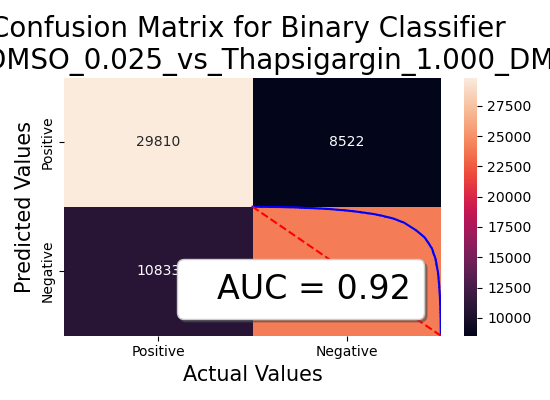 Confusion Matrix for Binary Classifier
DMSO_0.025_vs_Thapsigargin_1.000_DM
Predicted Values
Positive
Negative
29810
8522
10833
AUC = 0.92
Positive
Negative
Actual Values
27500
25000
22500
20000
17500
15000
12500
10000